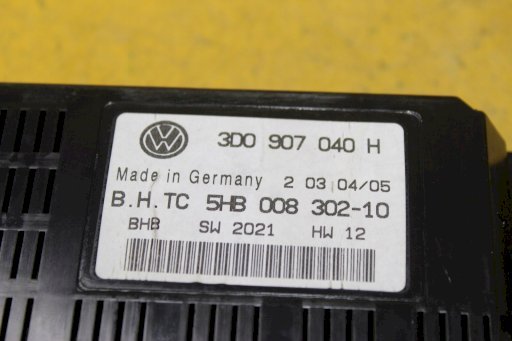 3D0 907 040 H
Made in Germany 2 03 04/05
B.H.TC 5HB 008 302-10
BHB SW 2021 HW 12